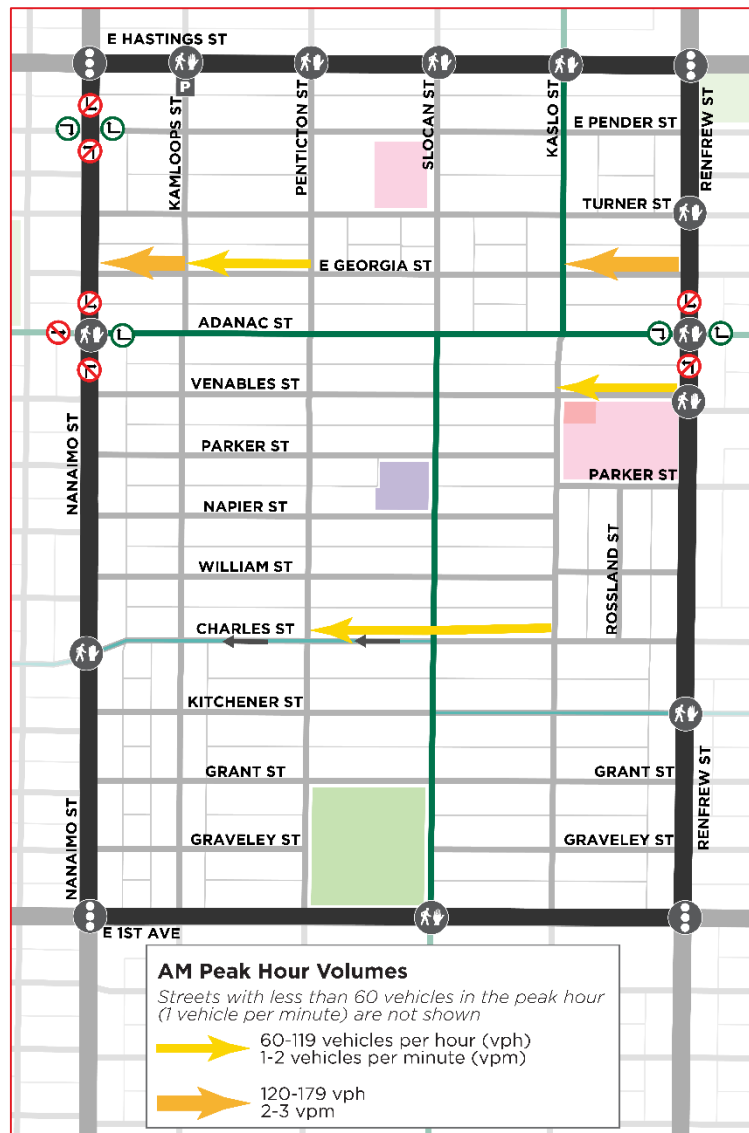 E HASTINGS ST
KAMLOOPS ST
P
PENTICTON ST
SLOCAN ST
KASLO ST
RENFREW ST
E PENDER ST
TURNER ST
E GEORGIA ST
ADANAC ST
VENABLES ST
NANAIMO ST
PARKER ST
PARKER ST
NAPIER ST
ROSSLAND ST
WILLIAM ST
CHARLES ST
KITCHENER ST
GRANT ST
GRANT ST
NANAIMO ST
RENFREW ST
GRAVELEY ST
GRAVELEY ST
E 1ST AVE
AM Peak Hour Volumes
Streets with less than 60 vehicles in the peak hour
(1 vehicle per minute) are not shown
60-119 vehicles per hour (vph)
1-2 vehicles per minute (vpm)
120-179 vph
2-3 vpm